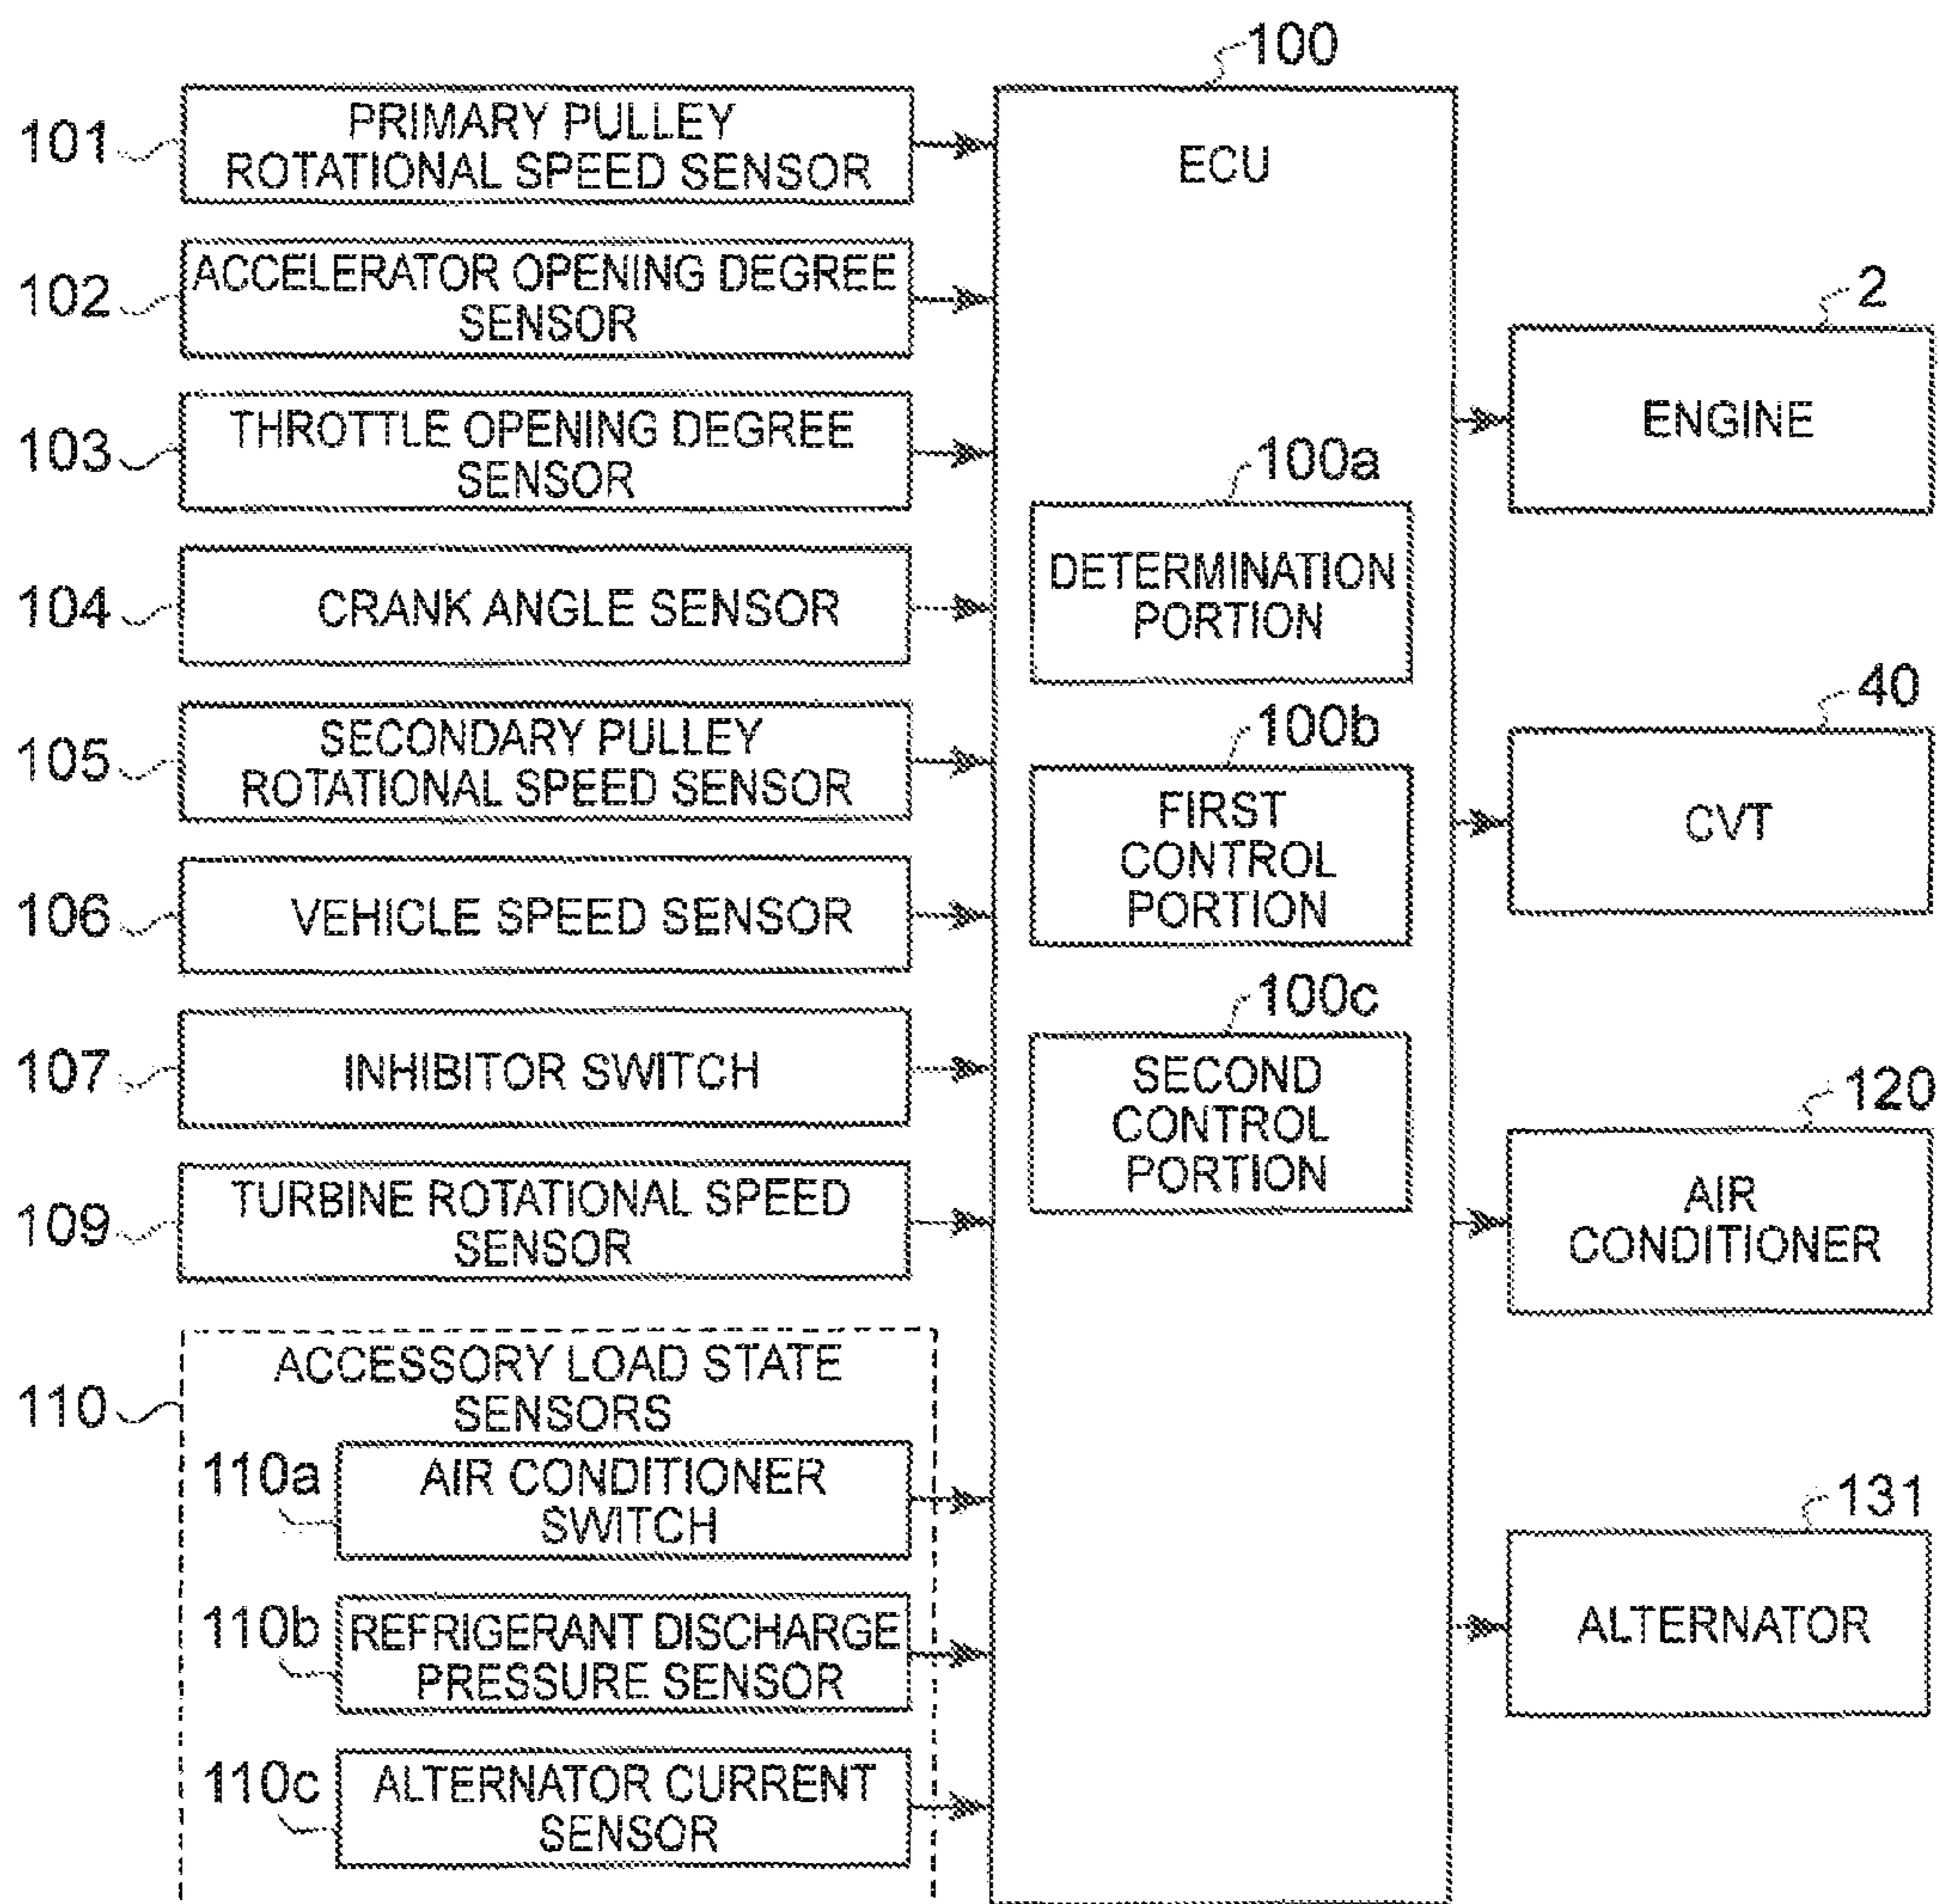 100
101
PRIMARY PULLEY
ROTATIONAL SPEED SENSOR
102
ACCELERATOR OPENING DEGREE
SENSOR
103
THROTTLE OPENING DEGREE
SENSOR
104
CRANK ANGLE SENSOR
105
SECONDARY PULLEY
ROTATIONAL SPEED SENSOR
106
VEHICLE SPEED SENSOR
107
INHIBITOR SWITCH
109
TURBINE ROTATIONAL SPEED
SENSOR
110
ACCESSORY LOAD STATE
SENSORS
110a
AIR CONDITIONER
SWITCH
110b
REFRIGERANT DISCHARGE
PRESSURE SENSOR
110c
ALTERNATOR CURRENT
SENSOR
ECU
100a
DETERMINATION
PORTION
100b
FIRST
CONTROL
PORTION
100c
SECOND
CONTROL
PORTION
2
ENGINE
40
CVT
120
AIR
CONDITIONER
131
ALTERNATOR